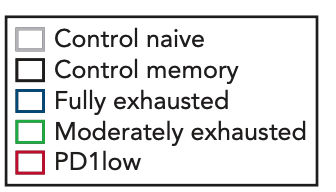 Control naive
Control memory
Fully exhausted
Moderately exhausted
PD1low